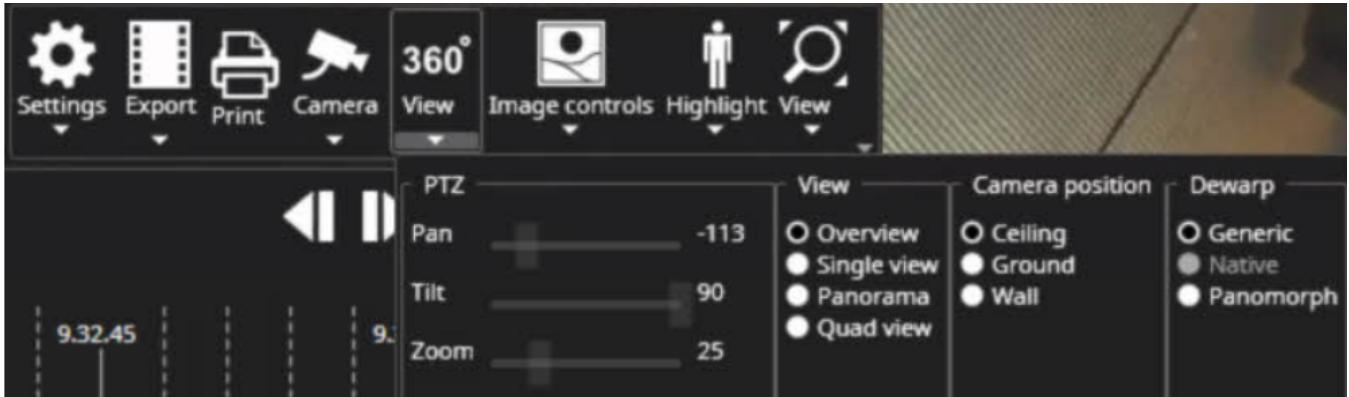 Settings
Export
Print
Camera
360° View
Image controls
Highlight
View
PTZ
Pan -113
Tilt 90
Zoom 25
View
Overview
Single view
Panorama
Quad view
Camera position
Ceiling
Ground
Wall
Dewarp
Generic
Native
Panomorph
9.32.45
9.